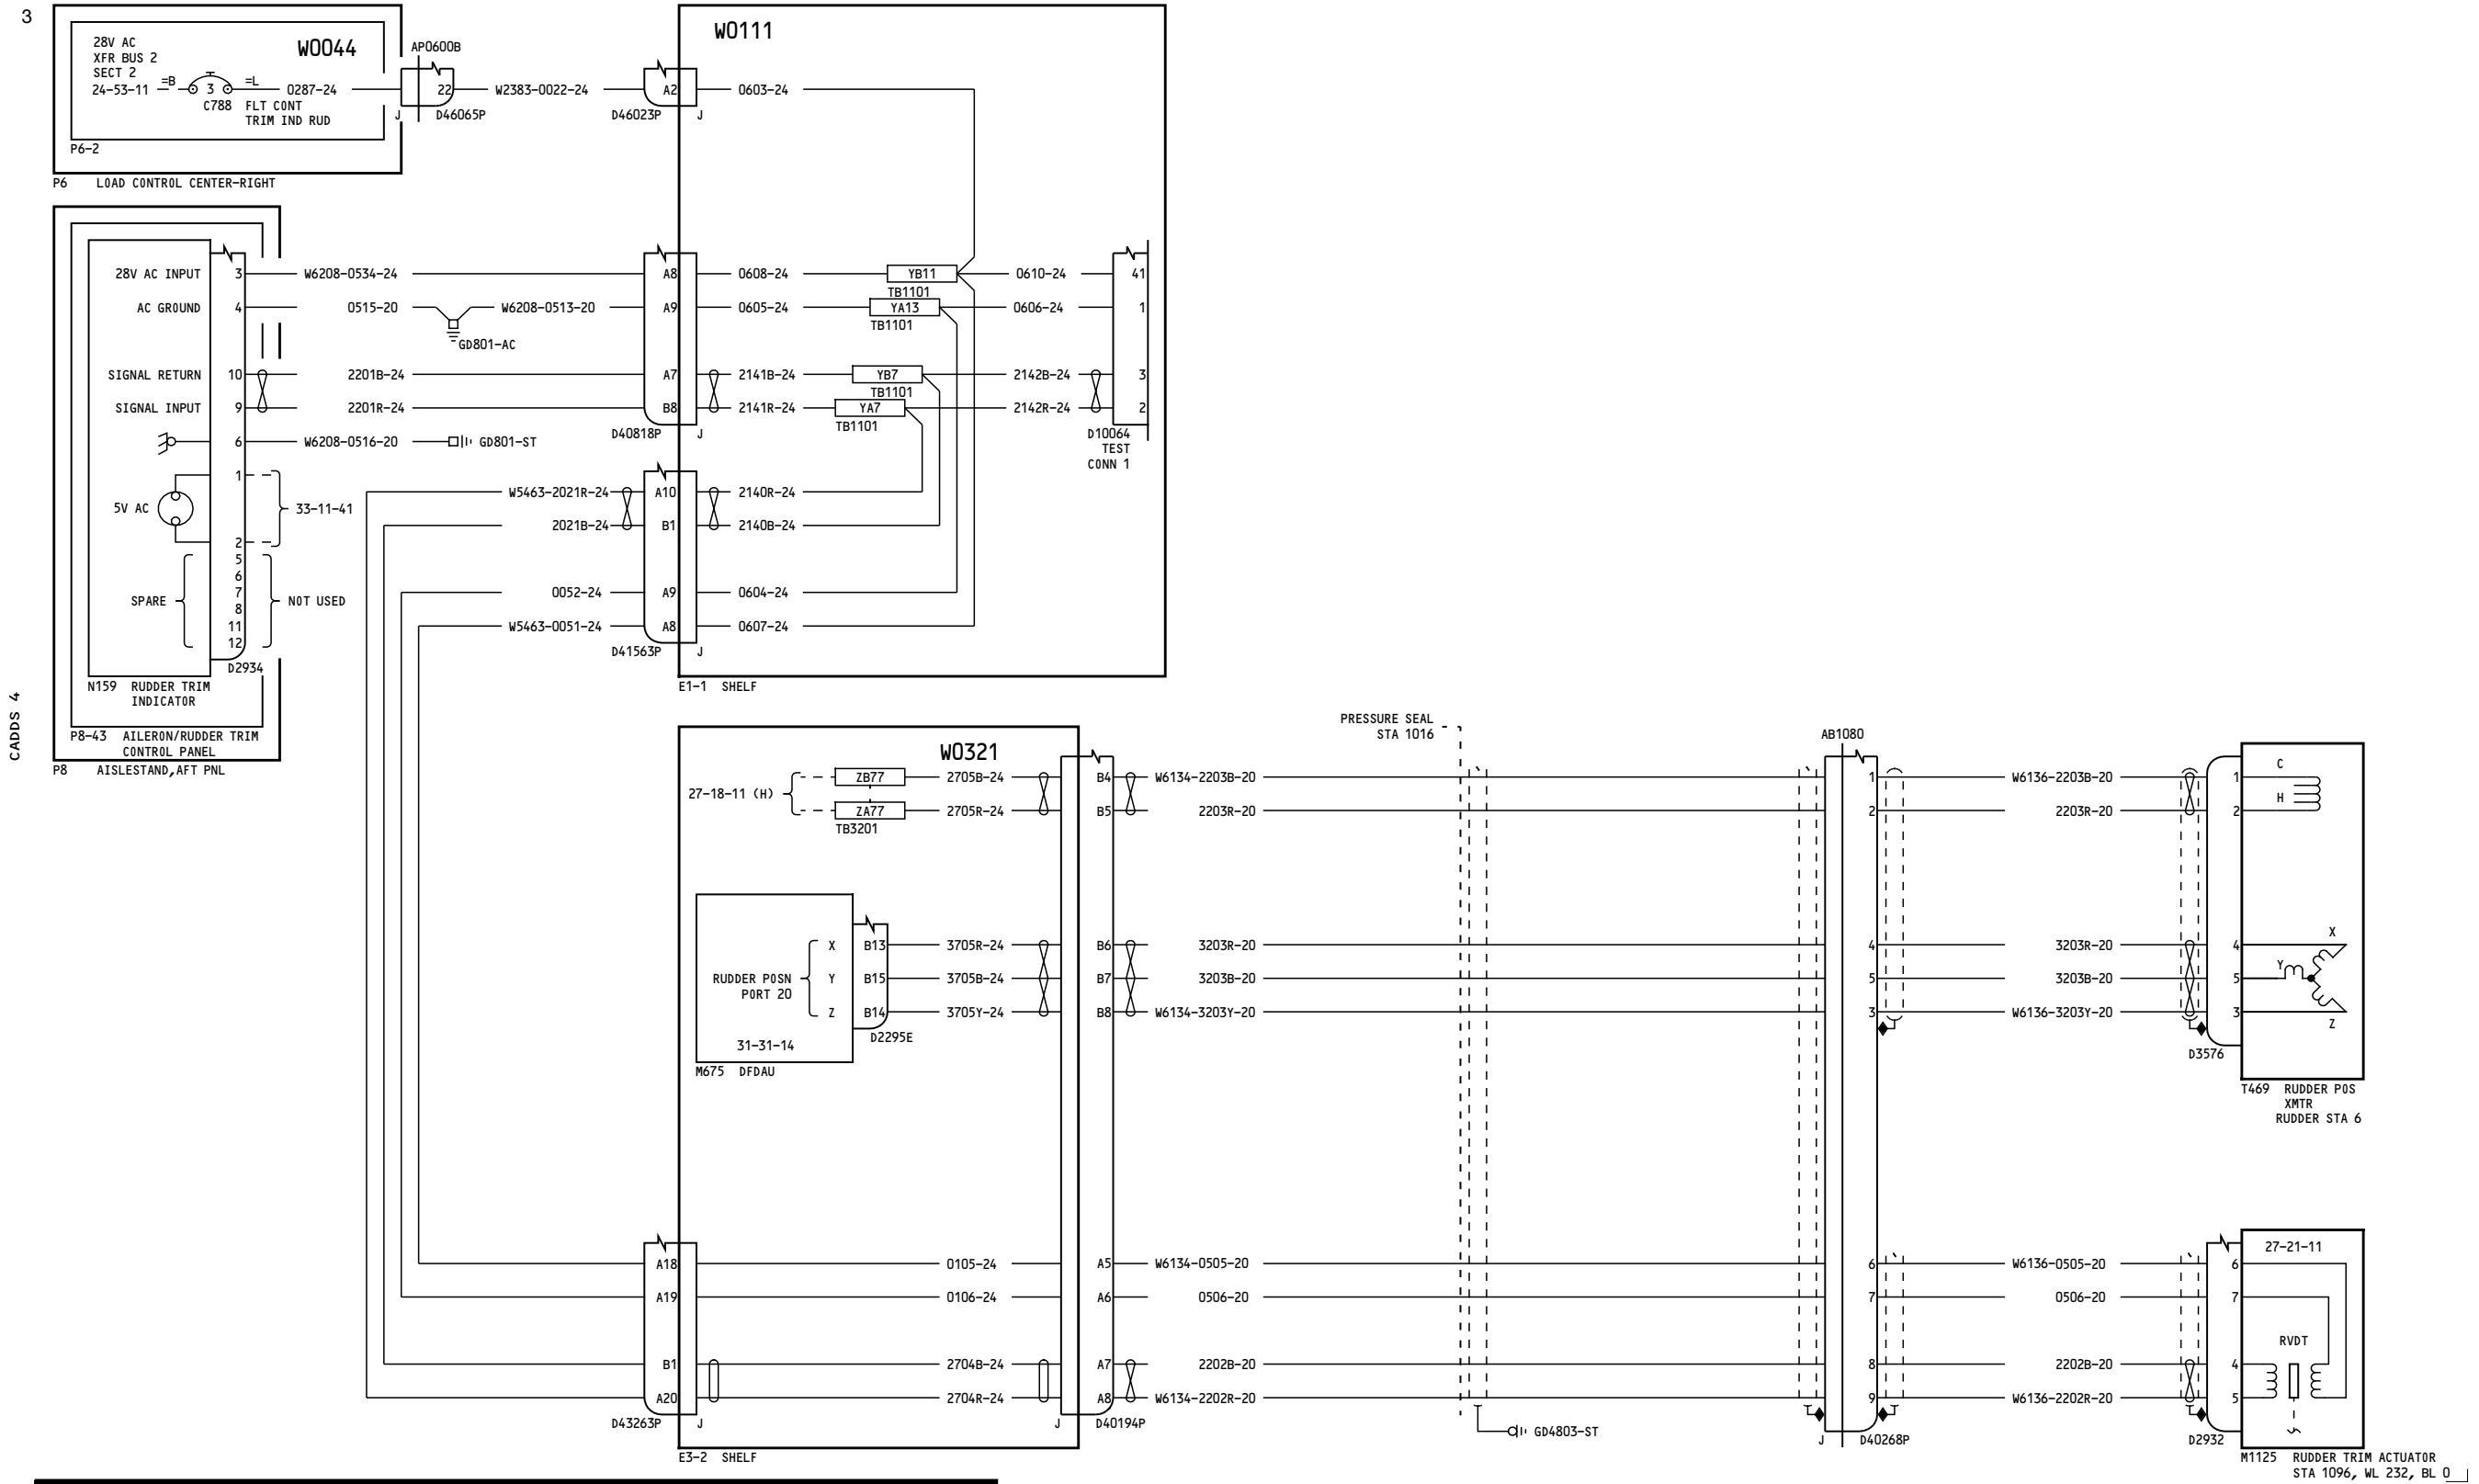 3
28V AC
XFR BUS 2
SECT 2
24-53-11
=B
3
=L
0287-24
C788
FLT CONT
TRIM IND RUD
W0044
P6-2
P6 LOAD CONTROL CENTER-RIGHT
AP0600B
22
J
D46065P
W2383-0022-24
W0111
A2
D46023P
J
0603-24
28V AC INPUT
3
W6208-0534-24
A8
0608-24
YB11
TB1101
0610-24
41
AC GROUND
4
0515-20
W6208-0513-20
A9
0605-24
YA13
TB1101
0606-24
1
GD801-AC
SIGNAL RETURN
10
2201B-24
A7
2141B-24
YB7
TB1101
2142B-24
3
SIGNAL INPUT
9
2201R-24
B8
2141R-24
YA7
TB1101
2142R-24
2
D40818P
J
D10064
TEST
CONN 1
6
W6208-0516-20
GD801-ST
1
5V AC
33-11-41
2
5
6
7
8
11
12
SPARE
NOT USED
D2934
N159 RUDDER TRIM
INDICATOR
P8-43 AILERON/RUDDER TRIM
CONTROL PANEL
P8 AISLESTAND,AFT PNL
W5463-2021R-24
A10
2140R-24
2021B-24
B1
2140B-24
0052-24
A9
0604-24
W5463-0051-24
A8
0607-24
D41563P
J
E1-1 SHELF
CADDS 4
W0321
27-18-11 (H)
ZB77
2705B-24
B4
W6134-2203B-20
ZA77
2705R-24
B5
2203R-20
TB3201
PRESSURE SEAL
STA 1016
AB1080
1
W6136-2203B-20
1
C
2
2203R-20
2
H
RUDDER POSN
PORT 20
X
B13
3705R-24
B6
3203R-20
4
3203R-20
4
X
Y
B15
3705B-24
B7
3203B-20
5
3203B-20
5
Y
Z
B14
3705Y-24
B8
W6134-3203Y-20
3
W6136-3203Y-20
3
Z
D2295E
31-31-14
M675 DFDAU
D3576
T469 RUDDER POS
XMTR
RUDDER STA 6
A18
0105-24
A5
W6134-0505-20
6
W6136-0505-20
6
27-21-11
A19
0106-24
A6
0506-20
7
0506-20
7
RVDT
B1
2704B-24
A7
2202B-20
8
2202B-20
4
A20
2704R-24
A8
W6134-2202R-20
9
W6136-2202R-20
5
D43263P
J
J
D40194P
GD4803-ST
J
D40268P
D2932
E3-2 SHELF
M1125 RUDDER TRIM ACTUATOR
STA 1096, WL 232, BL 0